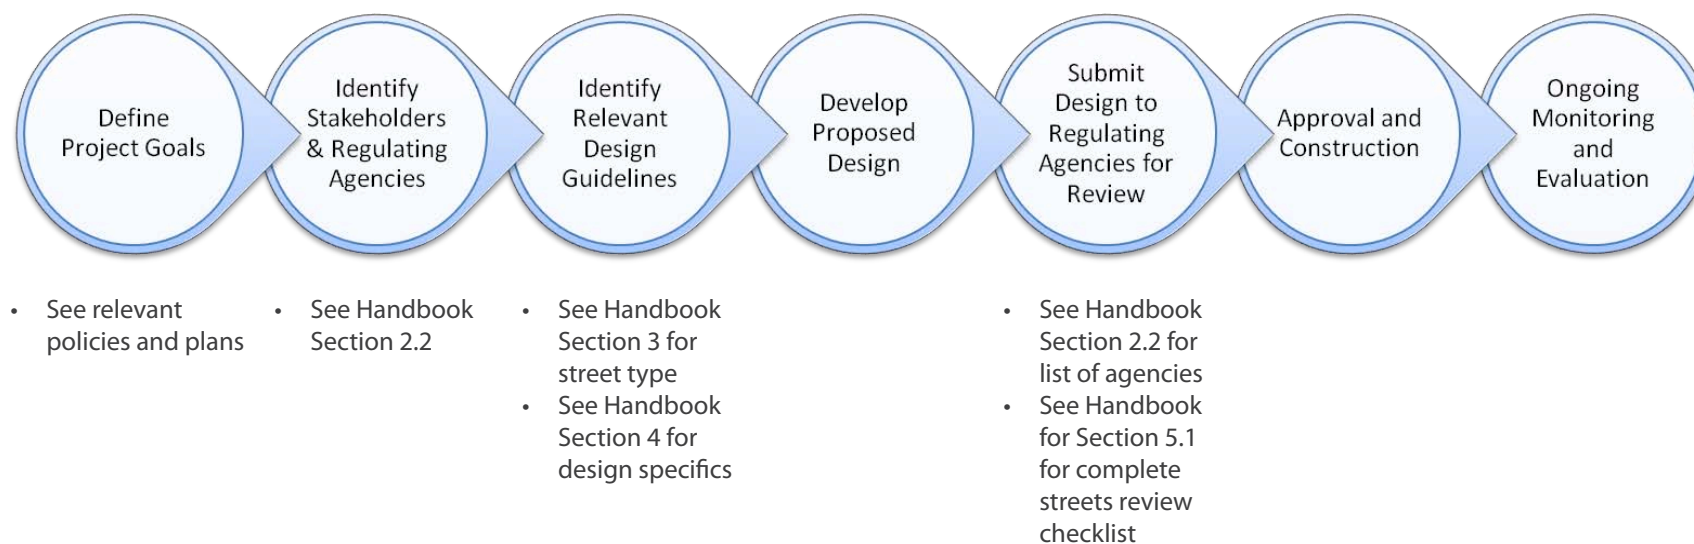 Define
Project Goals
Identify
Stakeholders
& Regulating
Agencies
Identify
Relevant
Design
Guidelines
Develop
Proposed
Design
Submit
Design to
Regulating
Agencies for
Review
Approval and
Construction
Ongoing
Monitoring
and
Evaluation
• See relevant
policies and plans
• See Handbook
Section 2.2
• See Handbook
Section 3 for
street type
• See Handbook
Section 4 for
design specifics
• See Handbook
Section 2.2 for
list of agencies
• See Handbook
for Section 5.1
for complete
streets review
checklist